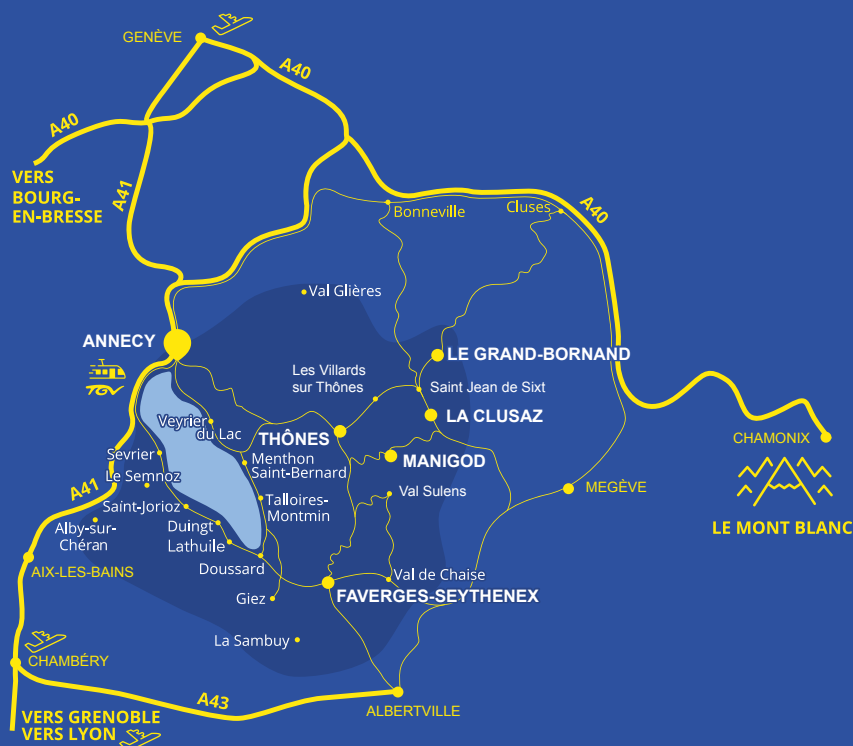 GENÈVE
A40
A40
VERS
BOURG-
EN-BRESSE
A41
A40
Bonneville
Cluses
Val Glières
ANNECY
TGV
LE GRAND-BORNAND
Les Villards
sur Thônes
Saint Jean de Sixt
LA CLUSAZ
Veyrier
du Lac
THÔNES
CHAMONIX
Sevrier
Menthon
Saint-Bernard
MANIGOD
Le Semnoz
A41
Val Sulens
MEGÈVE
Saint-Jorioz
Talloires-
Montmin
LE MONT BLANC
Alby-sur-
Chéran
Duingt
Lathuile
AIX-LES-BAINS
Doussard
Val de Chaise
Giez
FAVERGES-SEYTHENEX
La Sambuy
CHAMBÉRY
A43
ALBERTVILLE
VERS GRENOBLE
VERS LYON